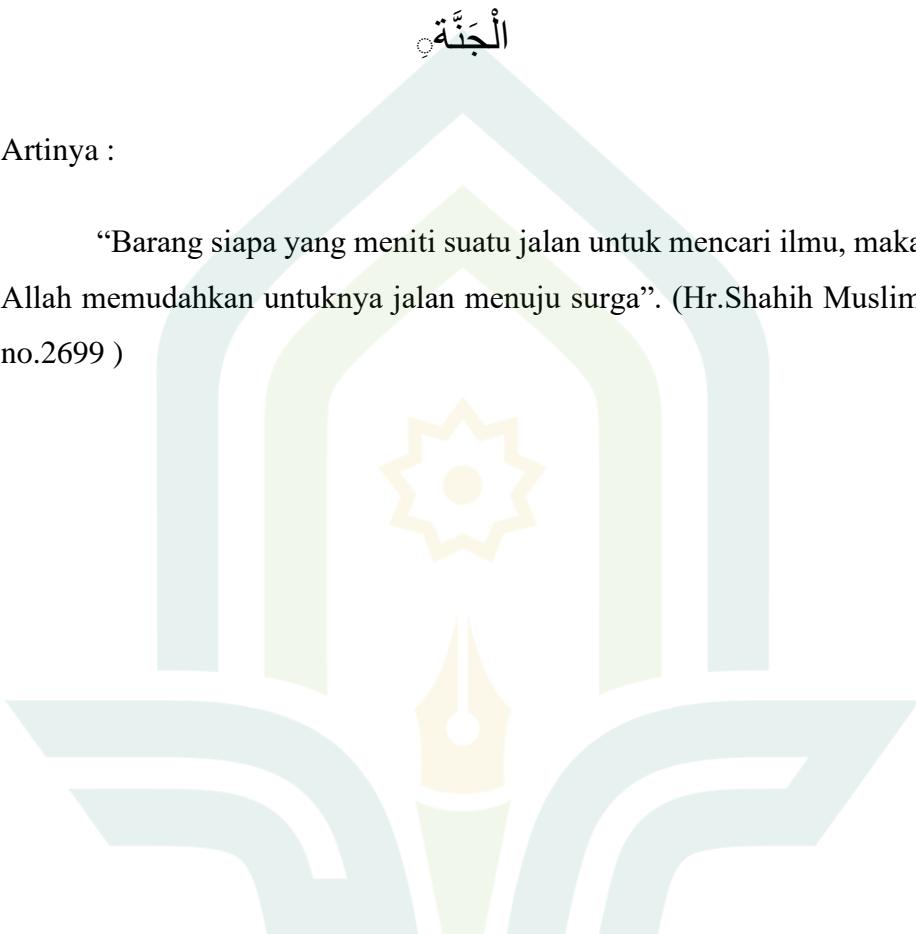 الْجَنَّة ِ
Artinya :
“Barang siapa yang meniti suatu jalan untuk mencari ilmu, maka
Allah memudahkan untuknya jalan menuju surga”. (Hr.Shahih Muslim
no.2699 )